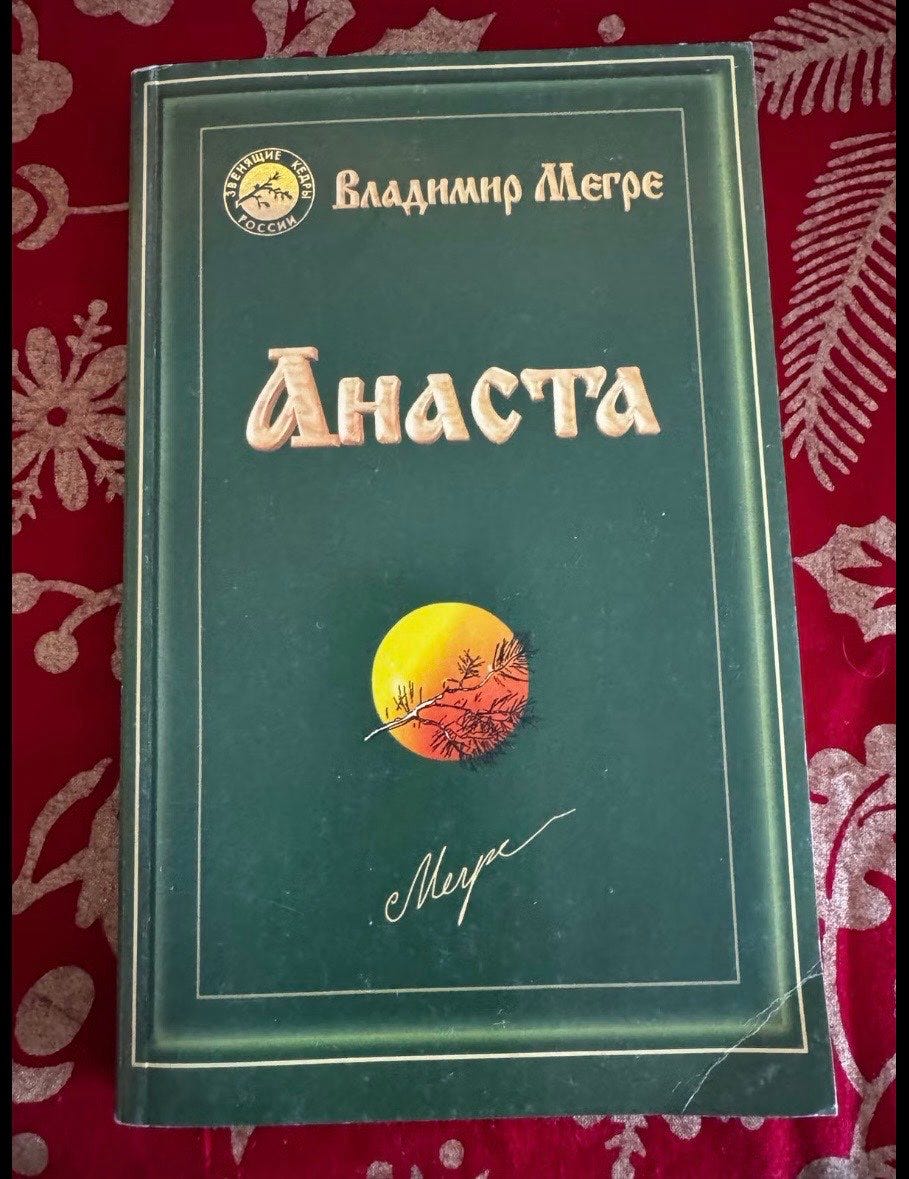 ЗВЕНЯЩИЕ КЕДРЫ
РОССИИ
Владимир Мегре
Анаста
Мегре